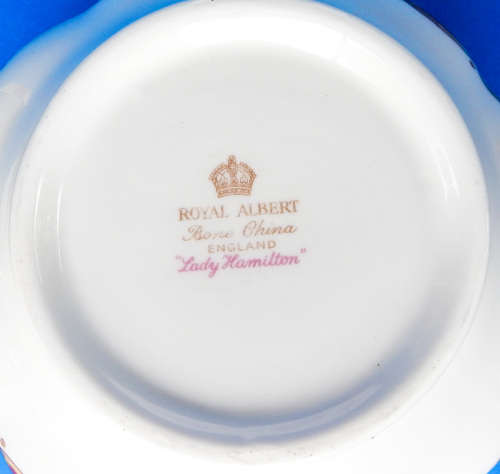 ROYAL ALBERT
Bone China
ENGLAND
"Lady Hamilton"